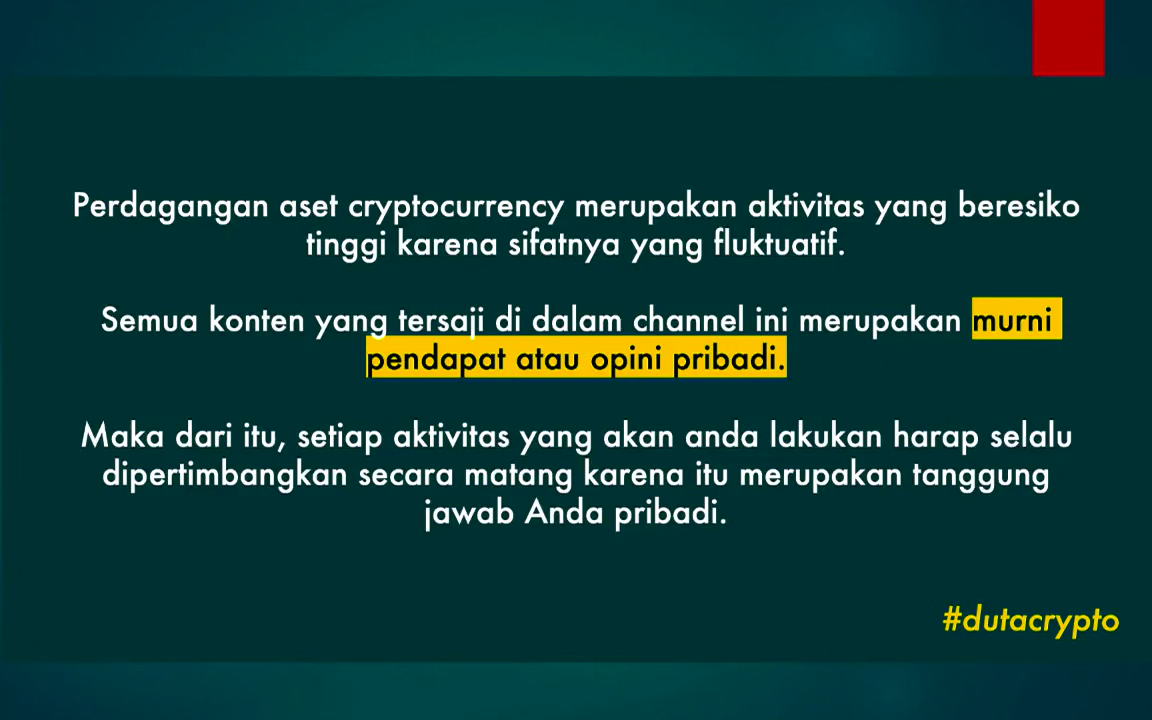 Perdagangan aset cryptocurrency merupakan aktivitas yang beresiko
tinggi karena sifatnya yang fluktuatif.
Semua konten yang tersaji di dalam channel ini merupakan murni
pendapat atau opini pribadi.
Maka dari itu, setiap aktivitas yang akan anda lakukan harap selalu
dipertimbangkan secara matang karena itu merupakan tanggung
jawab Anda pribadi.
#dutacrypto